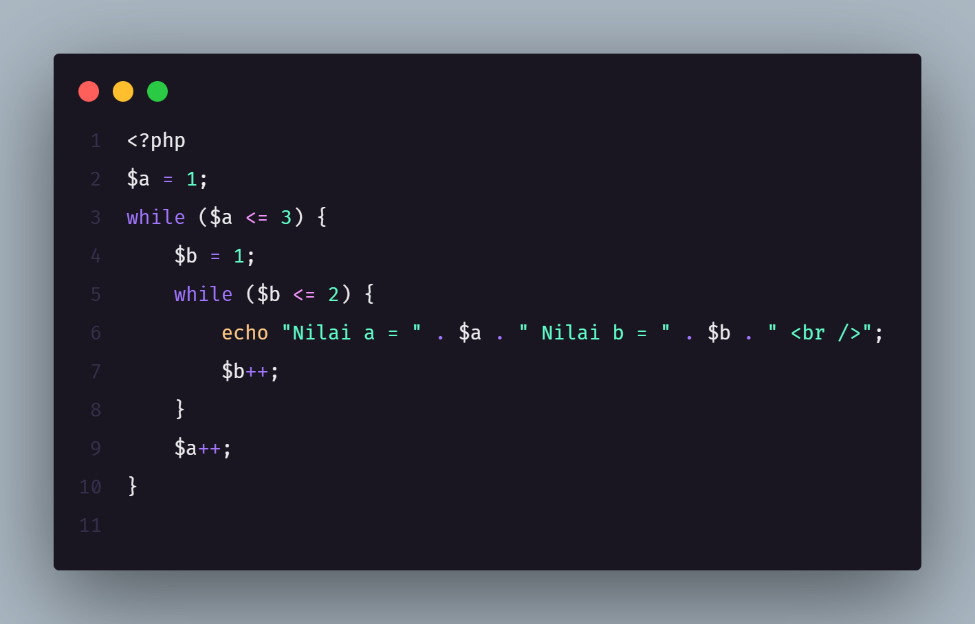 1 <?php
2 $a = 1;
3 while ($a <= 3) {
4     $b = 1;
5     while ($b <= 2) {
6         echo "Nilai a = " . $a . " Nilai b = " . $b . " <br />";
7         $b++;
8     }
9     $a++;
10 }
11